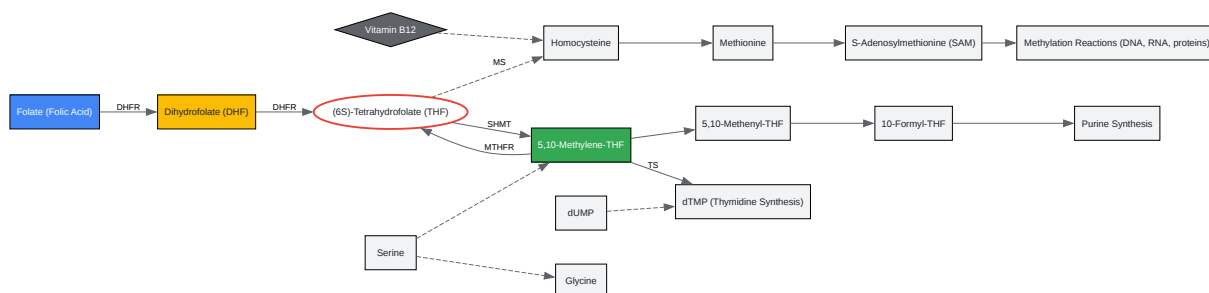 Vitamin B12
Homocysteine
Methionine
S-Adenosylmethionine (SAM)
Methylation Reactions (DNA, RNA, proteins)
MS
Folate (Folic Acid)
DHFR
Dihydrofolate (DHF)
DHFR
(6S)-Tetrahydrofolate (THF)
SHMT
MTHFR
5,10-Methylene-THF
5,10-Methenyl-THF
10-Formyl-THF
Purine Synthesis
TS
dUMP
dTMP (Thymidine Synthesis)
Serine
Glycine